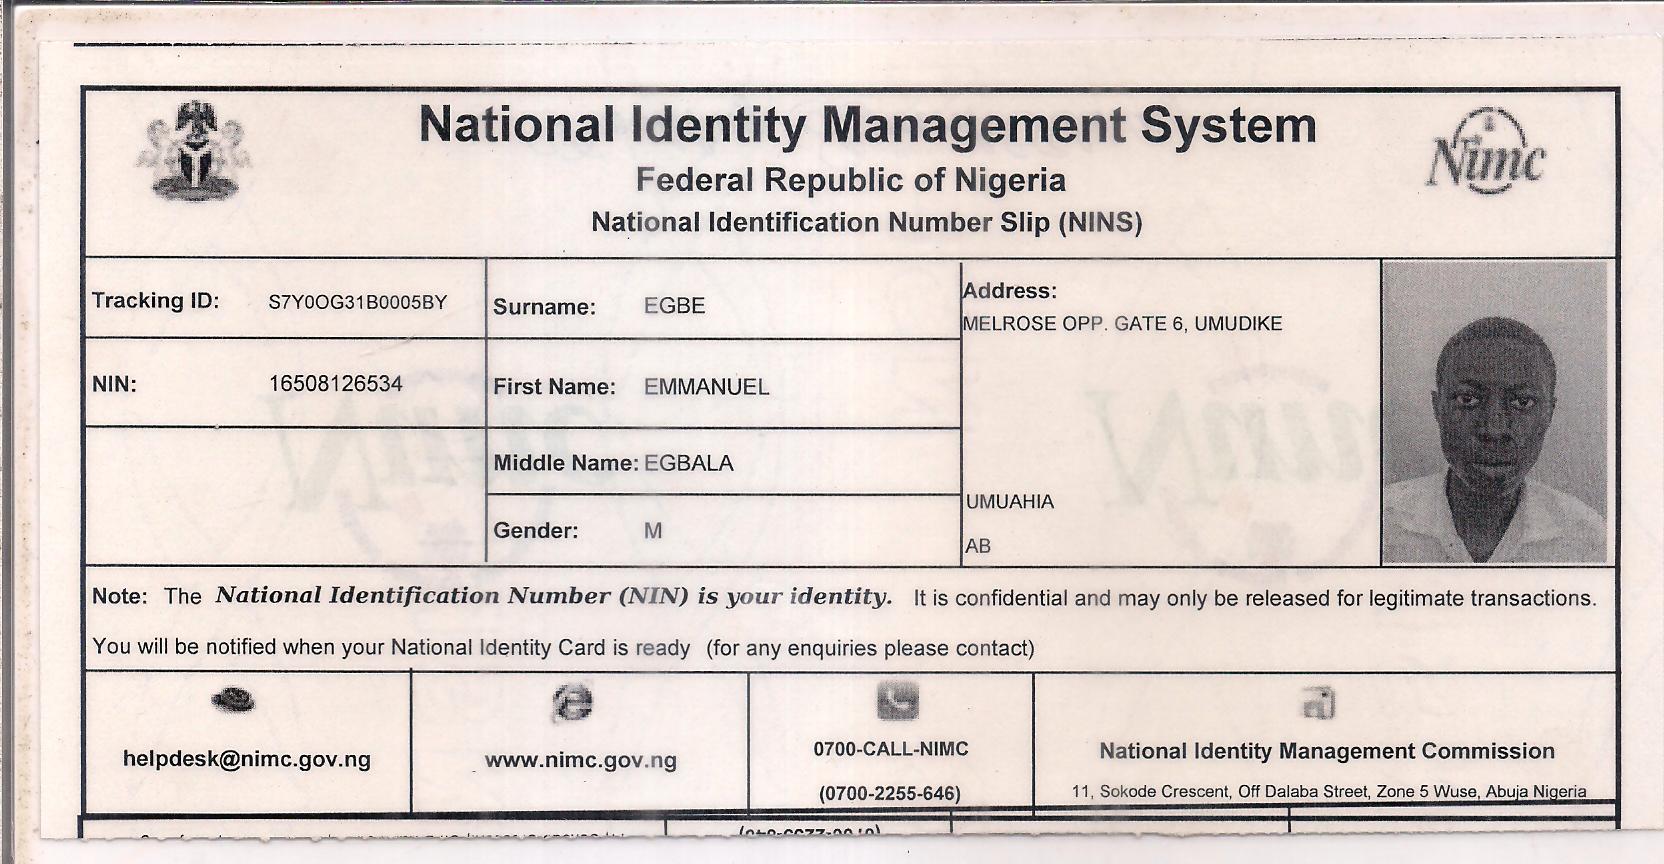 National Identity Management System
Federal Republic of Nigeria
National Identification Number Slip (NINS)
Nimc
Tracking ID: S7Y0OG31B0005BY
Surname: EGBE
Address:
MELROSE OPP. GATE 6, UMUDIKE
NIN: 16508126534
First Name: EMMANUEL
Middle Name: EGBALA
UMUAHIA
Gender: M
AB
Note: The National Identification Number (NIN) is your identity. It is confidential and may only be released for legitimate transactions.
You will be notified when your National Identity Card is ready (for any enquiries please contact)
helpdesk@nimc.gov.ng
www.nimc.gov.ng
0700-CALL-NIMC
(0700-2255-646)
National Identity Management Commission
11, Sokode Crescent, Off Dalaba Street, Zone 5 Wuse, Abuja Nigeria